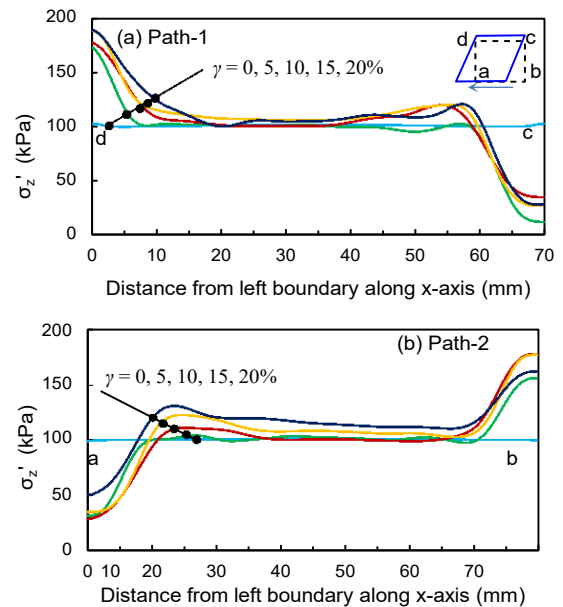 200
(a) Path-1
d
c
a
b
150
γ = 0, 5, 10, 15, 20%
100
d
c
50
0
σz' (kPa)
0 10 20 30 40 50 60 70
Distance from left boundary along x-axis (mm)
200
(b) Path-2
150
γ = 0, 5, 10, 15, 20%
100
a
b
50
0
σz' (kPa)
0 10 20 30 40 50 60 70
Distance from left boundary along x-axis (mm)